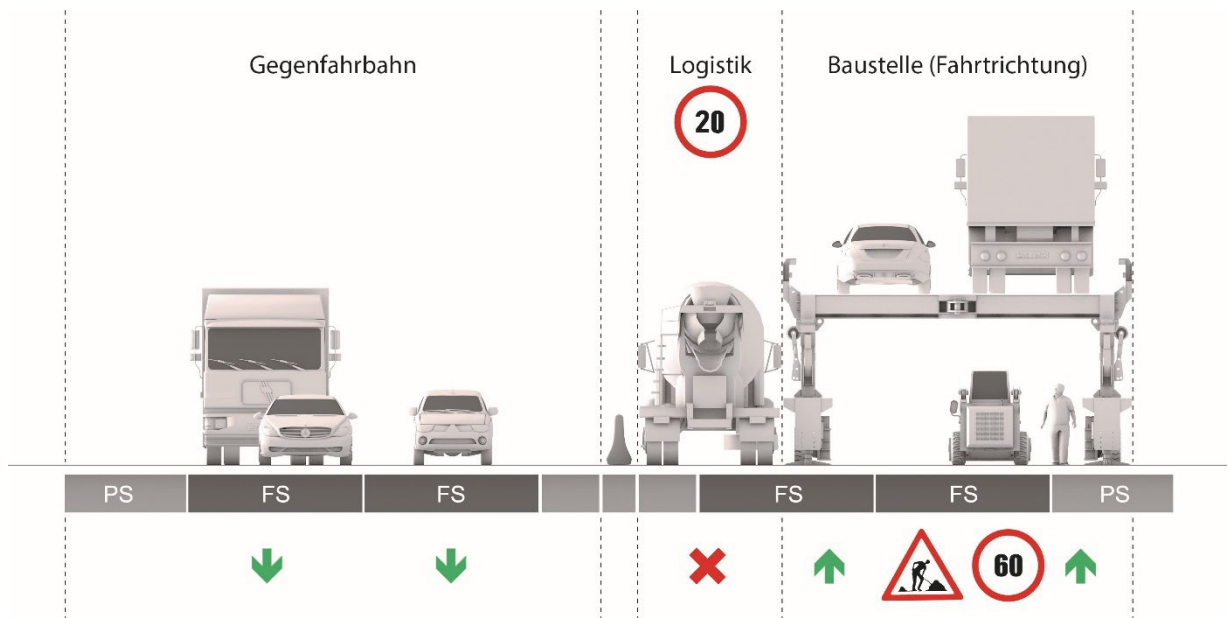 Gegenfahrbahn
Logistik
Baustelle (Fahrtrichtung)
20
PS
FS
FS
FS
FS
PS
60